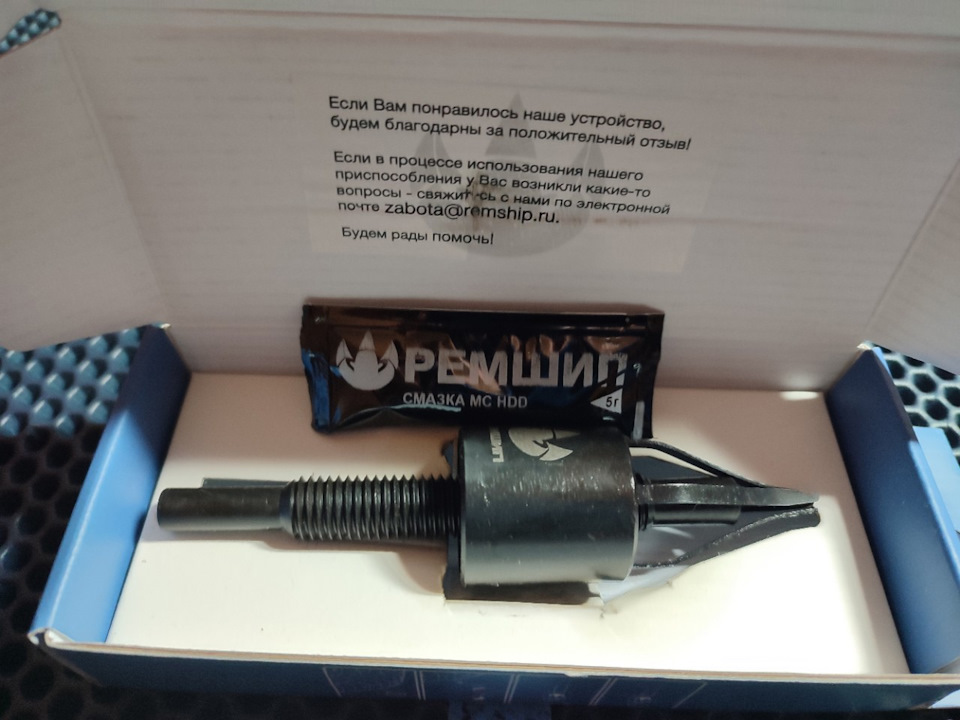 Если Вам понравилось наше устройство,
будем благодарны за положительный отзыв!
Если в процессе использования нашего
приспособления у Вас возникли какие-то
вопросы - свяжитесь с нами по электронной
почте zabota@remship.ru.
Будем рады помочь!
РЕМШИП
СМАЗКА МС HDD
5г